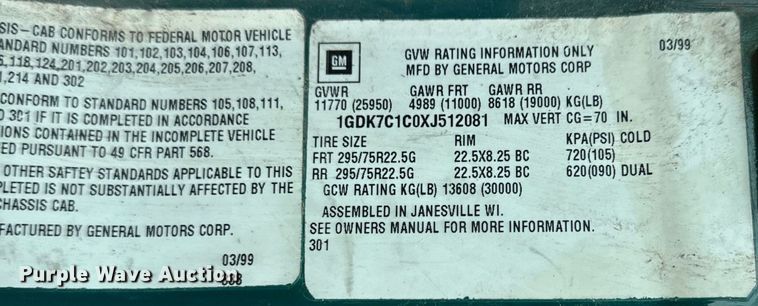 SIS-CAB CONFORMS TO FEDERAL MOTOR VEHICLE
ANDARD NUMBERS 101,102,103,104,106,107,113,
,118,124,201,202,203,204,205,206,207,208,
,214 AND 302
CONFORM TO STANDARD NUMBERS 105,108,111,
D 301 IF IT IS COMPLETED IN ACCORDANCE
IONS CONTAINED IN THE INCOMPLETE VEHICLE
ED PURSUANT TO 49 CFR PART 568.
OTHER SAFTEY STANDARDS APPLICABLE TO THIS
PLETED IS NOT SUBSTANTIALLY AFFECTED BY THE
CHASSIS CAB.
FACTURED BY GENERAL MOTORS CORP.
03/99
GM
GVW RATING INFORMATION ONLY 03/99
MFD BY GENERAL MOTORS CORP
GVWR GAWR FRT GAWR RR
11770 (25950) 4989 (11000) 8618 (19000) KG(LB)
1GDK7C1C0XJ512081 MAX VERT CG=70 IN.
TIRE SIZE RIM KPA(PSI) COLD
FRT 295/75R22.5G 22.5X8.25 BC 720(105)
RR 295/75R22.5G 22.5X8.25 BC 620(090) DUAL
GCW RATING KG(LB) 13608 (30000)
ASSEMBLED IN JANESVILLE WI.
SEE OWNERS MANUAL FOR MORE INFORMATION.
301
Purple Wave Auction